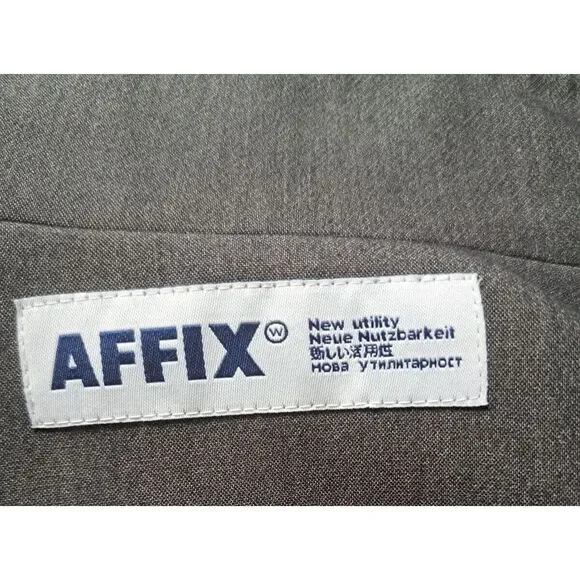 AFFIX W
New utility
Neue Nutzbarkeit
新しい活用性
Нова утилитарност